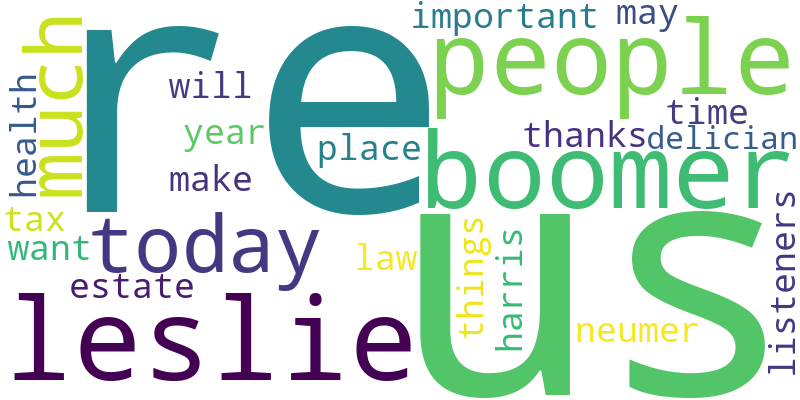 re
us
leslie
people
boomer
today
much
important
may
time
thanks
delician
health
will
year
place
make
tax
want
estate
law
things
harris
neumer
listeners